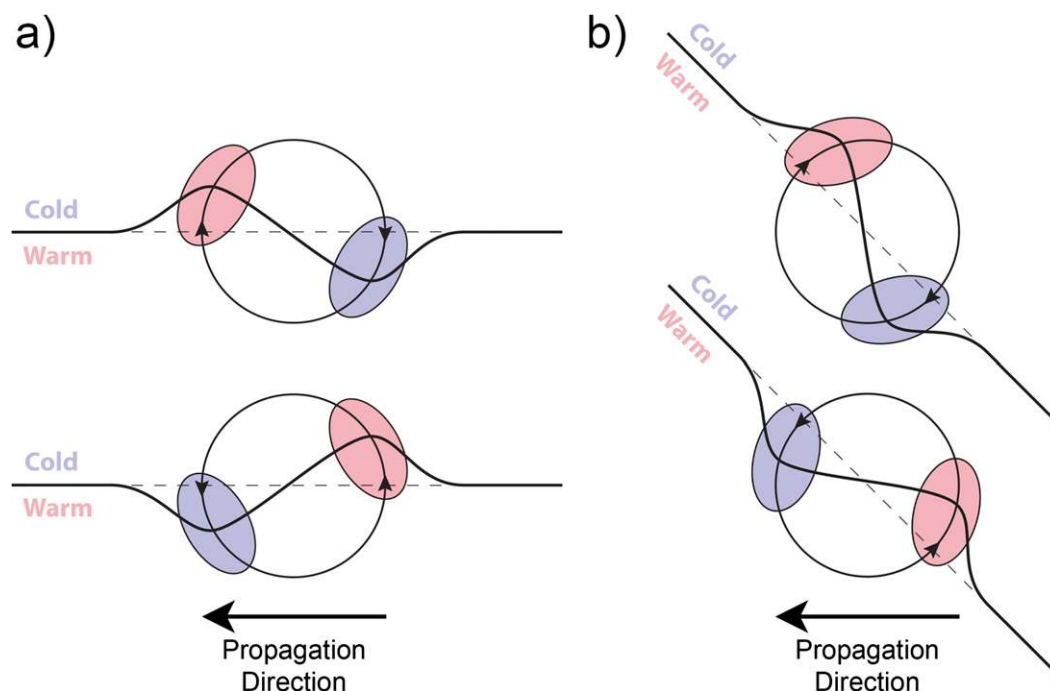 a)
Cold
Warm
Cold
Warm
Propagation
Direction
b)
Cold
Warm
Cold
Warm
Propagation
Direction